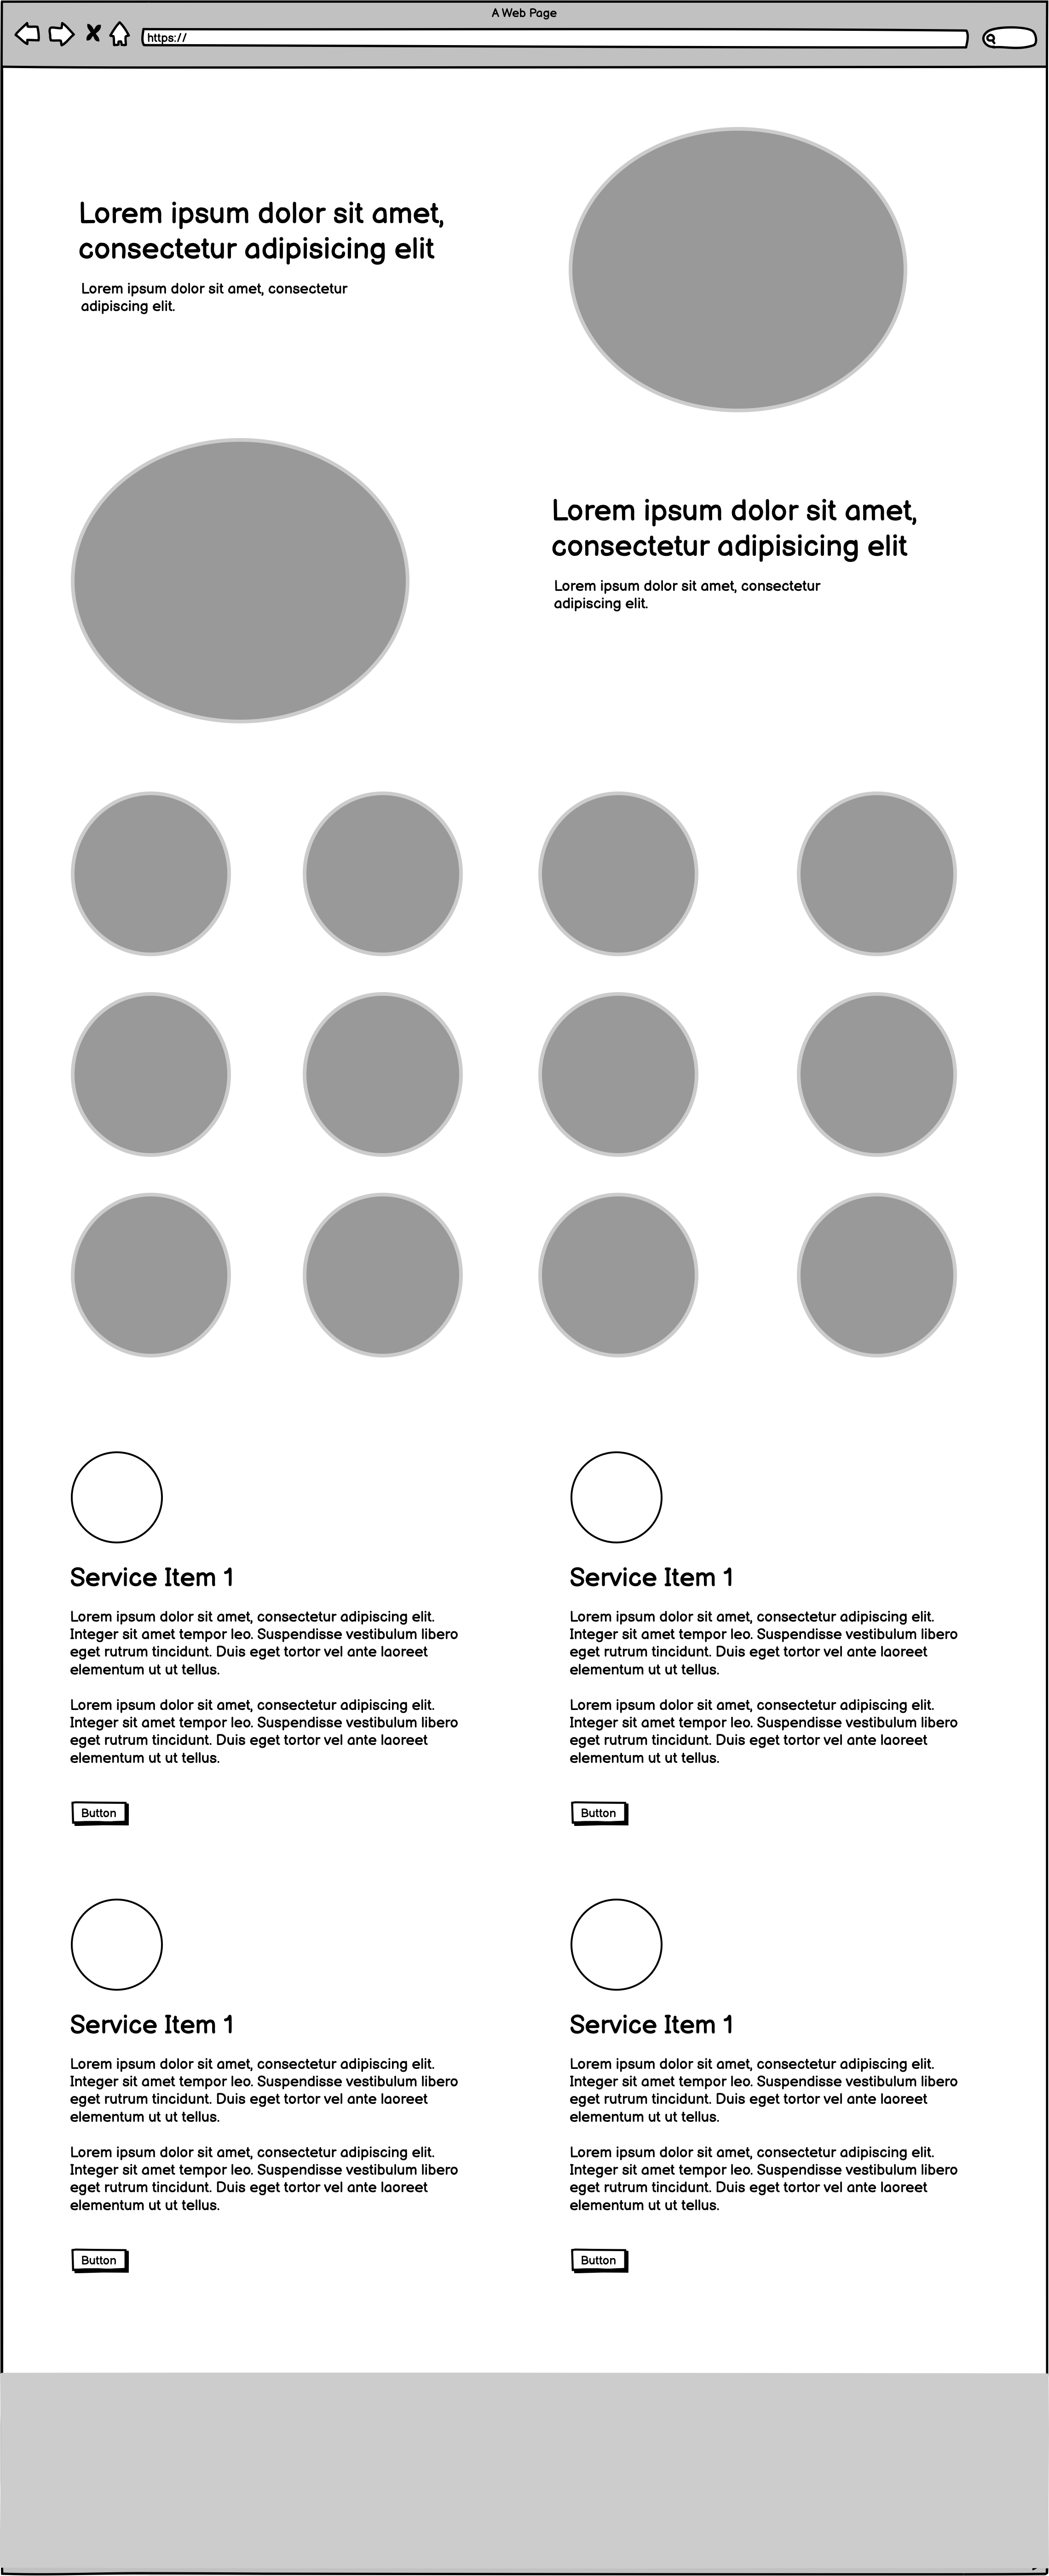 A Web Page
https://
Lorem ipsum dolor sit amet,
consectetur adipisicing elit
Lorem ipsum dolor sit amet, consectetur
adipiscing elit.
Lorem ipsum dolor sit amet,
consectetur adipisicing elit
Lorem ipsum dolor sit amet, consectetur
adipiscing elit.
Service Item 1
Lorem ipsum dolor sit amet, consectetur adipiscing elit.
Integer sit amet tempor leo. Suspendisse vestibulum libero
eget rutrum tincidunt. Duis eget tortor vel ante laoreet
elementum ut ut tellus.
Lorem ipsum dolor sit amet, consectetur adipiscing elit.
Integer sit amet tempor leo. Suspendisse vestibulum libero
eget rutrum tincidunt. Duis eget tortor vel ante laoreet
elementum ut ut tellus.
Button
Service Item 1
Lorem ipsum dolor sit amet, consectetur adipiscing elit.
Integer sit amet tempor leo. Suspendisse vestibulum libero
eget rutrum tincidunt. Duis eget tortor vel ante laoreet
elementum ut ut tellus.
Lorem ipsum dolor sit amet, consectetur adipiscing elit.
Integer sit amet tempor leo. Suspendisse vestibulum libero
eget rutrum tincidunt. Duis eget tortor vel ante laoreet
elementum ut ut tellus.
Button
Service Item 1
Lorem ipsum dolor sit amet, consectetur adipiscing elit.
Integer sit amet tempor leo. Suspendisse vestibulum libero
eget rutrum tincidunt. Duis eget tortor vel ante laoreet
elementum ut ut tellus.
Lorem ipsum dolor sit amet, consectetur adipiscing elit.
Integer sit amet tempor leo. Suspendisse vestibulum libero
eget rutrum tincidunt. Duis eget tortor vel ante laoreet
elementum ut ut tellus.
Button
Service Item 1
Lorem ipsum dolor sit amet, consectetur adipiscing elit.
Integer sit amet tempor leo. Suspendisse vestibulum libero
eget rutrum tincidunt. Duis eget tortor vel ante laoreet
elementum ut ut tellus.
Lorem ipsum dolor sit amet, consectetur adipiscing elit.
Integer sit amet tempor leo. Suspendisse vestibulum libero
eget rutrum tincidunt. Duis eget tortor vel ante laoreet
elementum ut ut tellus.
Button